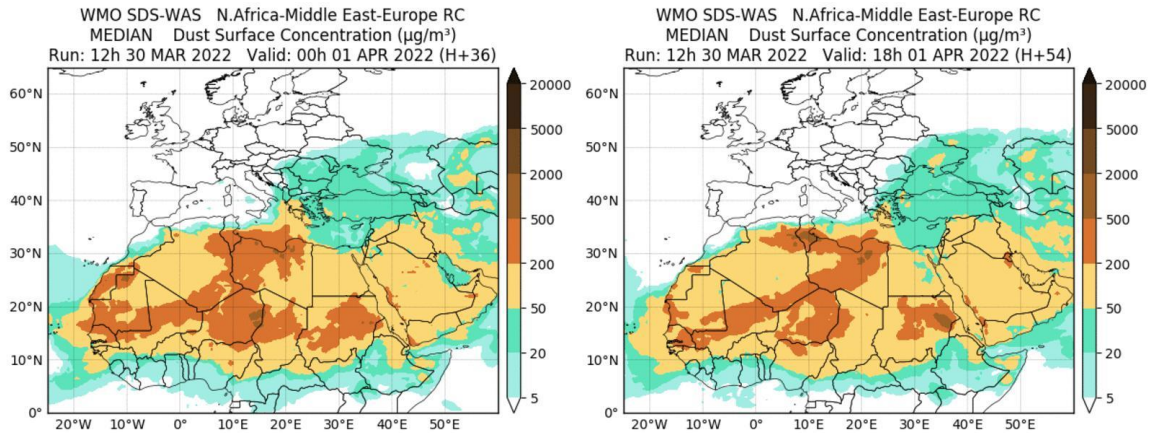 WMO SDS-WAS N.Africa-Middle East-Europe RC
MEDIAN Dust Surface Concentration (µg/m³)
Run: 12h 30 MAR 2022 Valid: 00h 01 APR 2022 (H+36)
60°N
50°N
40°N
30°N
20°N
10°N
0°
20°W
10°W
0°
10°E
20°E
30°E
40°E
50°E
20000
5000
2000
500
200
50
20
5
WMO SDS-WAS N.Africa-Middle East-Europe RC
MEDIAN Dust Surface Concentration (µg/m³)
Run: 12h 30 MAR 2022 Valid: 18h 01 APR 2022 (H+54)
60°N
50°N
40°N
30°N
20°N
10°N
0°
20°W
10°W
0°
10°E
20°E
30°E
40°E
50°E
20000
5000
2000
500
200
50
20
5